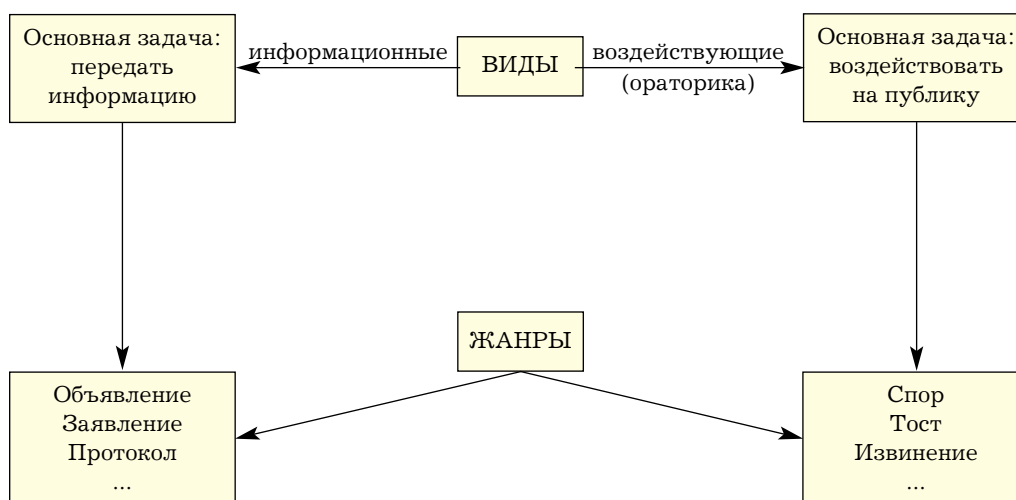 Основная задача:
передать
информацию
информационные
ВИДЫ
воздействующие
(ораторика)
Основная задача:
воздействовать
на публику
ЖАНРЫ
Объявление
Заявление
Протокол
...
Спор
Тост
Извинение
...